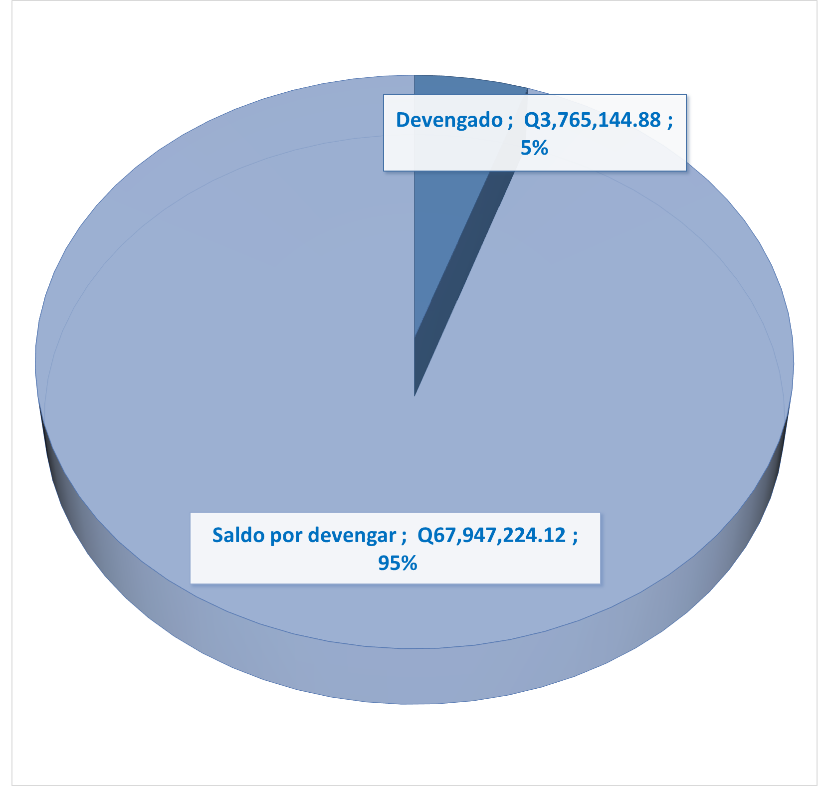 Devengado ;  Q3,765,144.88 ;
5%
Saldo por devengar ;  Q67,947,224.12 ;
95%